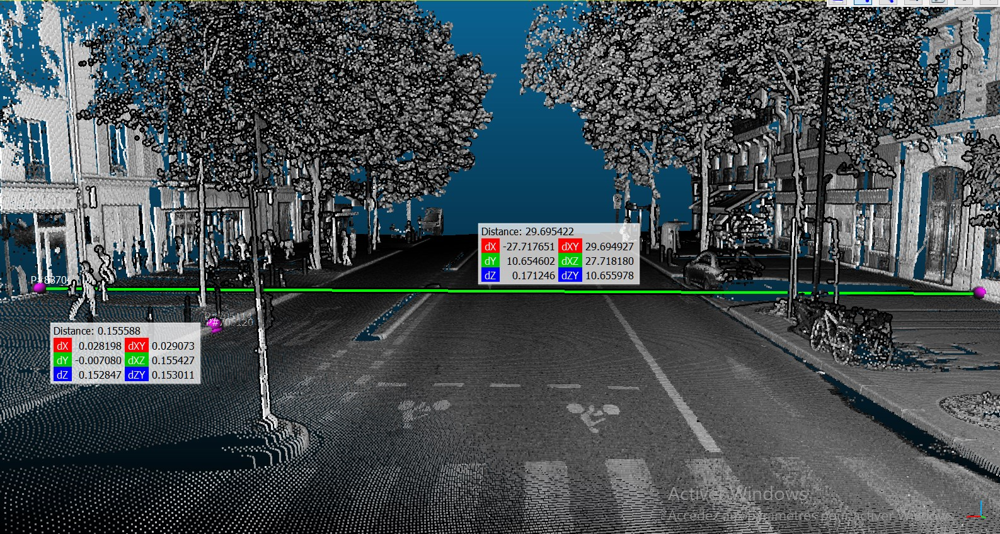 Distance: 29.695422
dX -27.717651 dXY 29.694927
dY 10.654602 dXZ 27.718180
dZ 0.171246 dZY 10.655978
Distance: 0.155588
dX 0.028198 dXY 0.029073
dY -0.007080 dXZ 0.155427
dZ 0.152847 dZY 0.153011
Activer Windows
Accédez aux paramètres pour activer Windows.